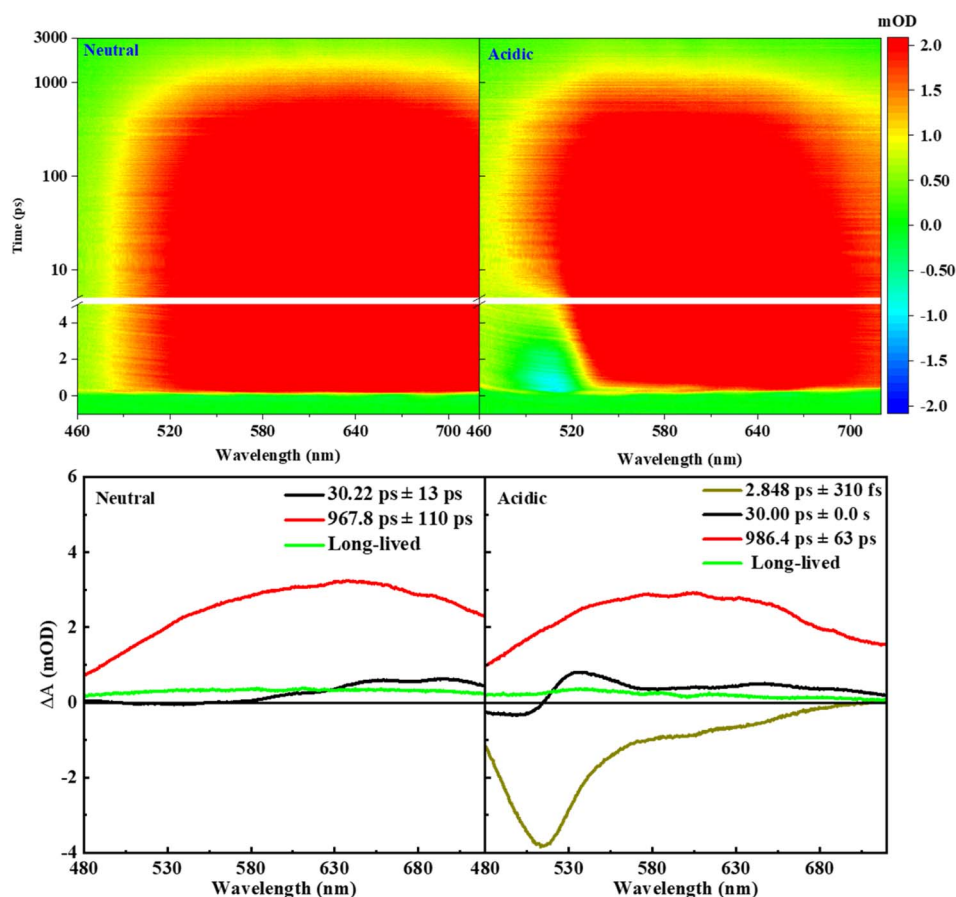 mOD
3000
Neutral
Acidic
2.0
1000
1.5
1.0
100
0.50
Time (ps)
0.0
10
-0.50
4
-1.0
2
-1.5
0
-2.0
460 520 580 640 700 460 520 580 640 700
Wavelength (nm) Wavelength (nm)
6
Neutral
30.22 ps ± 13 ps
967.8 ps ± 110 ps
Long-lived
Acidic
2.848 ps ± 310 fs
30.00 ps ± 0.0 s
986.4 ps ± 63 ps
Long-lived
4
2
ΔA (mOD)
0
-2
-4
480 530 580 630 680 480 530 580 630 680
Wavelength (nm) Wavelength (nm)